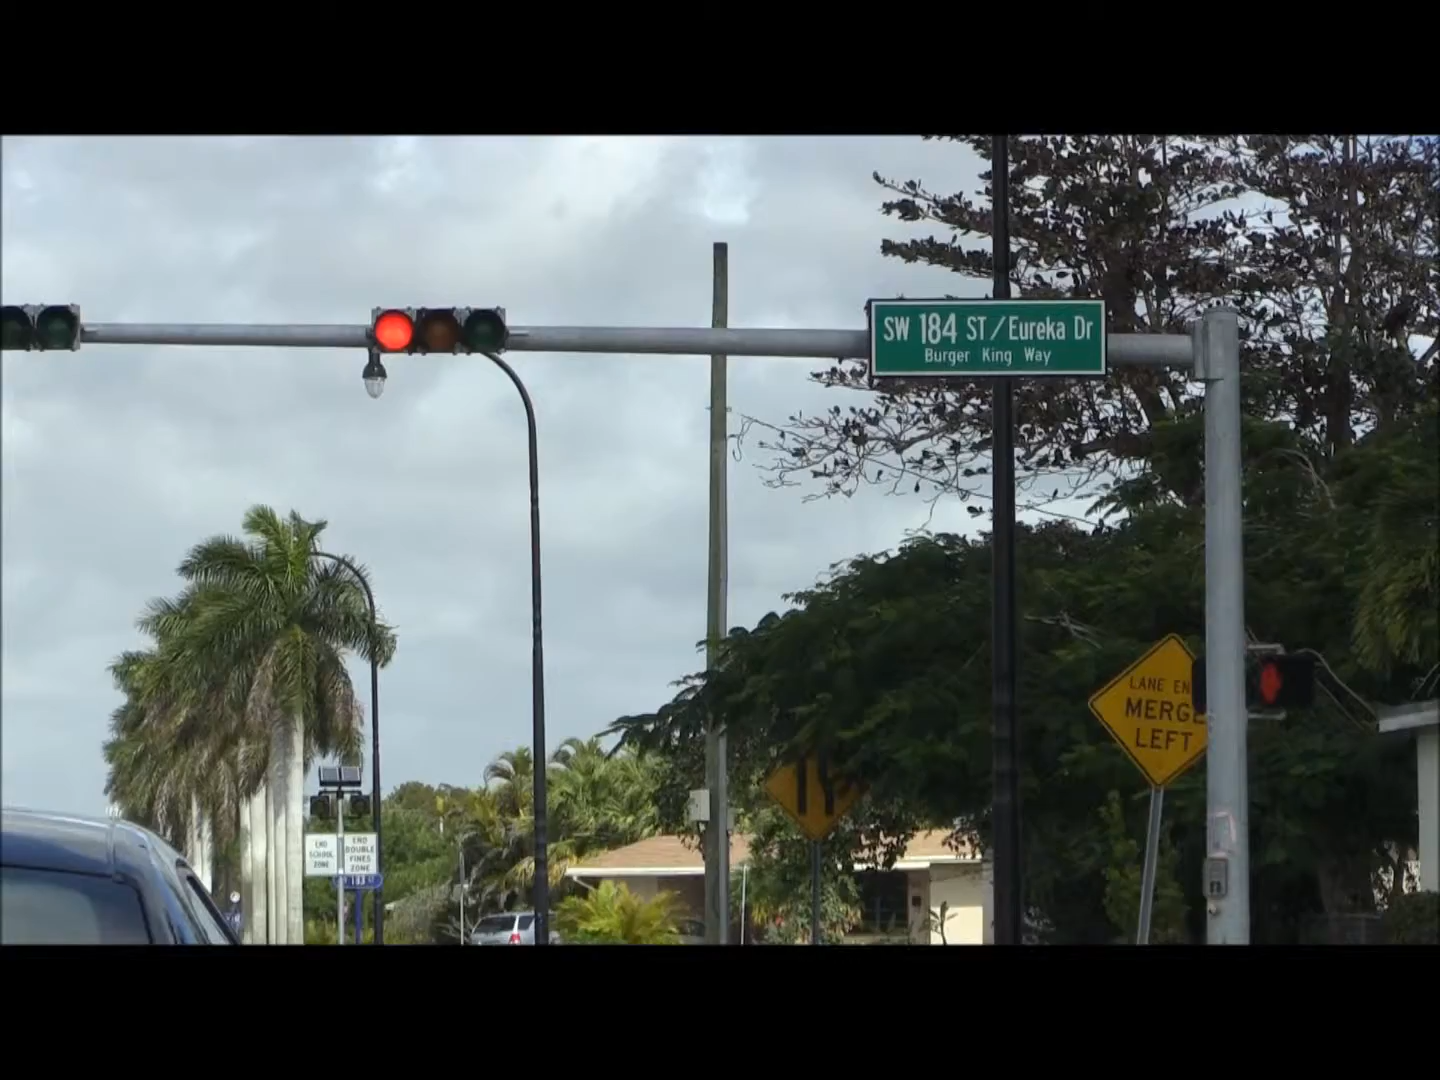 SW 184 ST / Eureka Dr
Burger King Way
LANE EN
MERGE
LEFT
END
SCHOOL
ZONE
END
DOUBLE
FINES
ZONE
183